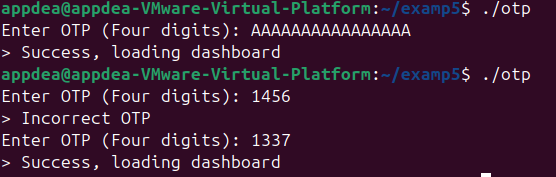 appdea@appdea-VMware-Virtual-Platform:~/examp5$ ./otp
Enter OTP (Four digits): AAAAAAAAAAAAAAAA
> Success, loading dashboard
appdea@appdea-VMware-Virtual-Platform:~/examp5$ ./otp
Enter OTP (Four digits): 1456
> Incorrect OTP
Enter OTP (Four digits): 1337
> Success, loading dashboard